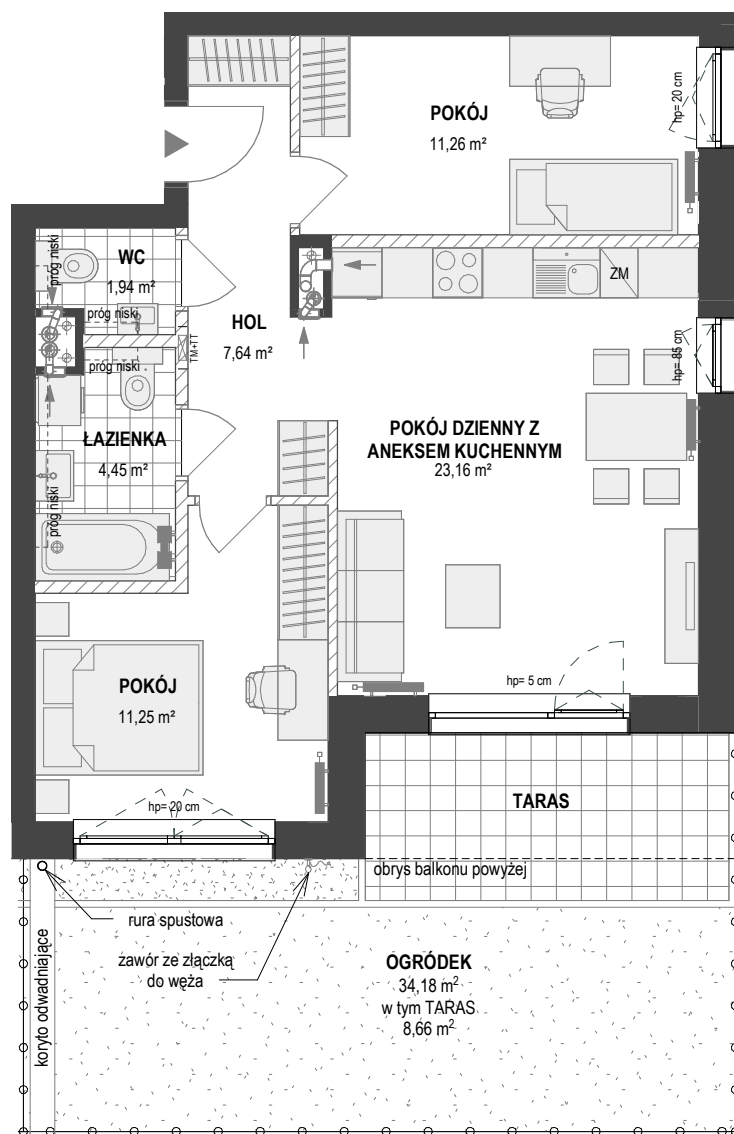 POKÓJ
11,26 m²
hp= 20 cm
WC
1,94 m²
próg niski
próg niski
próg niski
próg niski
ZM
HOL
7,64 m²
TM+TT
hp= 85 cm
ŁAZIENKA
4,45 m²
POKÓJ DZIENNY Z
ANEKSEM KUCHENNYM
23,16 m²
POKÓJ
11,25 m²
hp= 5 cm
hp= 20 cm
TARAS
obrys balkonu powyżej
rura spustowa
zawór ze złączką
do węża
koryto odwadniające
OGRÓDEK
34,18 m²
w tym TARAS
8,66 m²